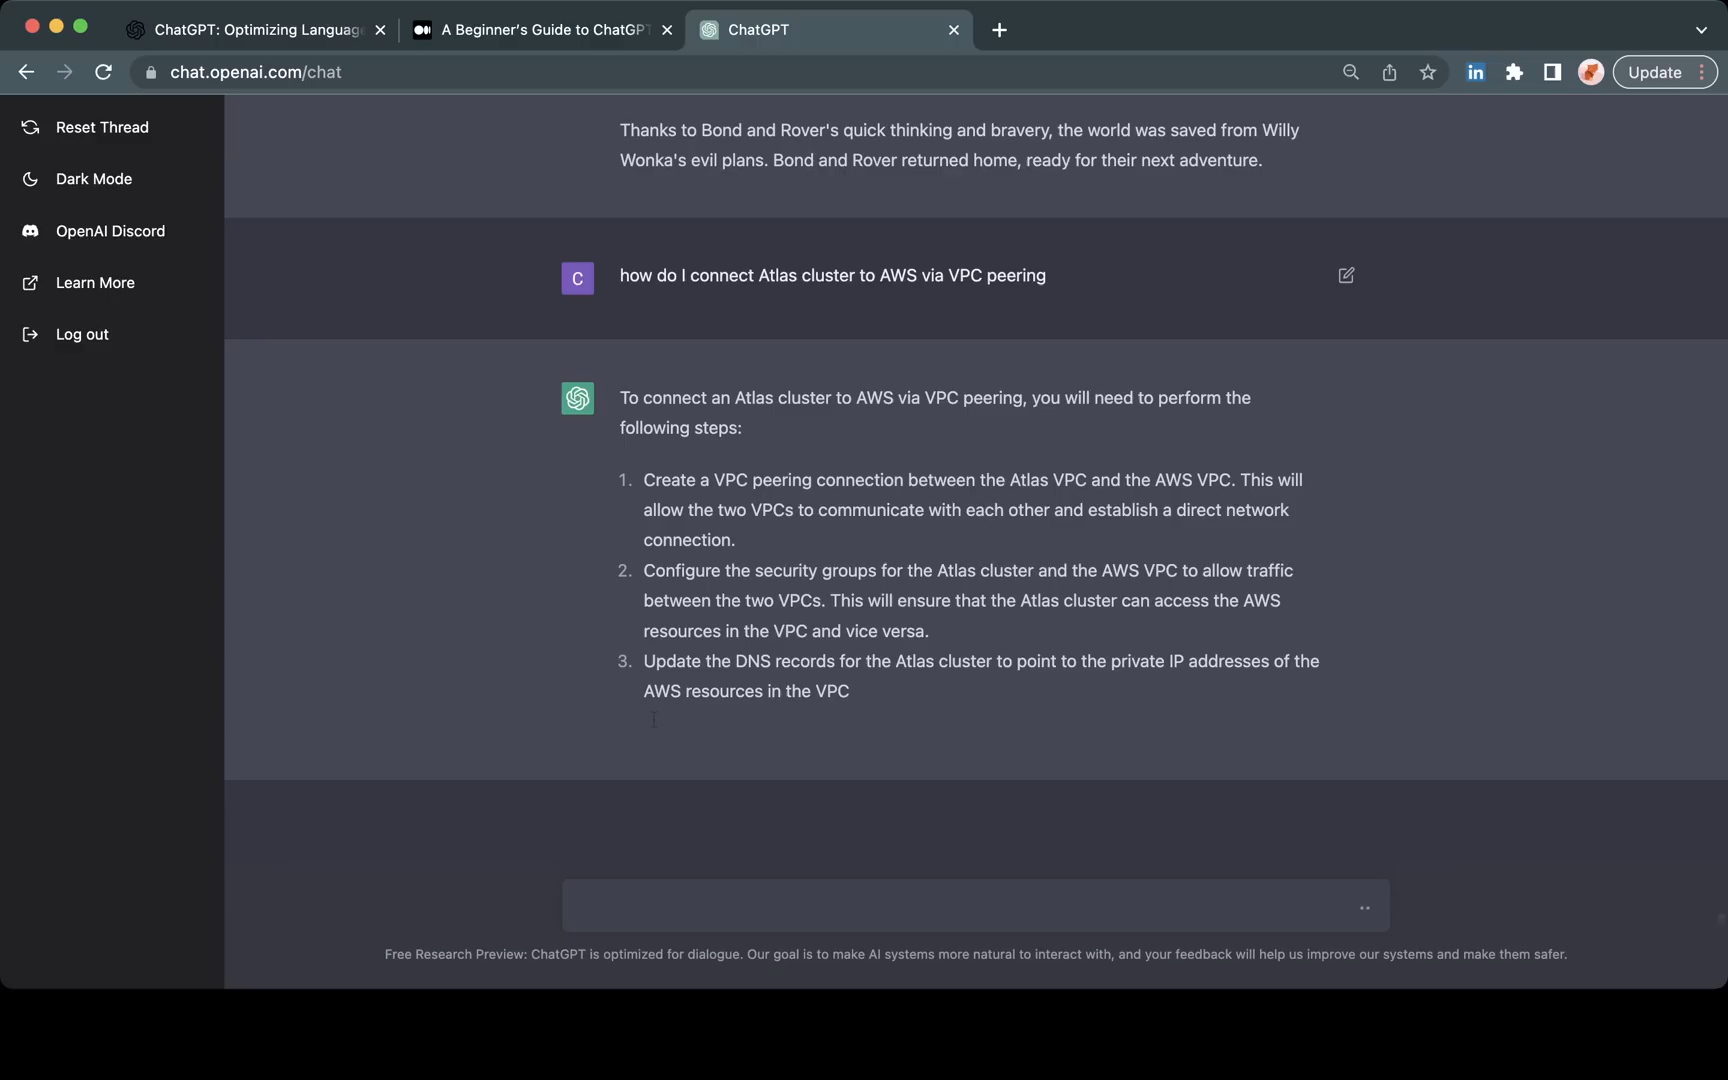 ChatGPT: Optimizing Language
A Beginner's Guide to ChatGPT
ChatGPT
chat.openai.com/chat
in
Update
Reset Thread
Dark Mode
OpenAI Discord
Learn More
Log out
Thanks to Bond and Rover's quick thinking and bravery, the world was saved from Willy
Wonka's evil plans. Bond and Rover returned home, ready for their next adventure.
C
how do I connect Atlas cluster to AWS via VPC peering
To connect an Atlas cluster to AWS via VPC peering, you will need to perform the
following steps:
1. Create a VPC peering connection between the Atlas VPC and the AWS VPC. This will
allow the two VPCs to communicate with each other and establish a direct network
connection.
2. Configure the security groups for the Atlas cluster and the AWS VPC to allow traffic
between the two VPCs. This will ensure that the Atlas cluster can access the AWS
resources in the VPC and vice versa.
3. Update the DNS records for the Atlas cluster to point to the private IP addresses of the
AWS resources in the VPC
Free Research Preview: ChatGPT is optimized for dialogue. Our goal is to make AI systems more natural to interact with, and your feedback will help us improve our systems and make them safer.